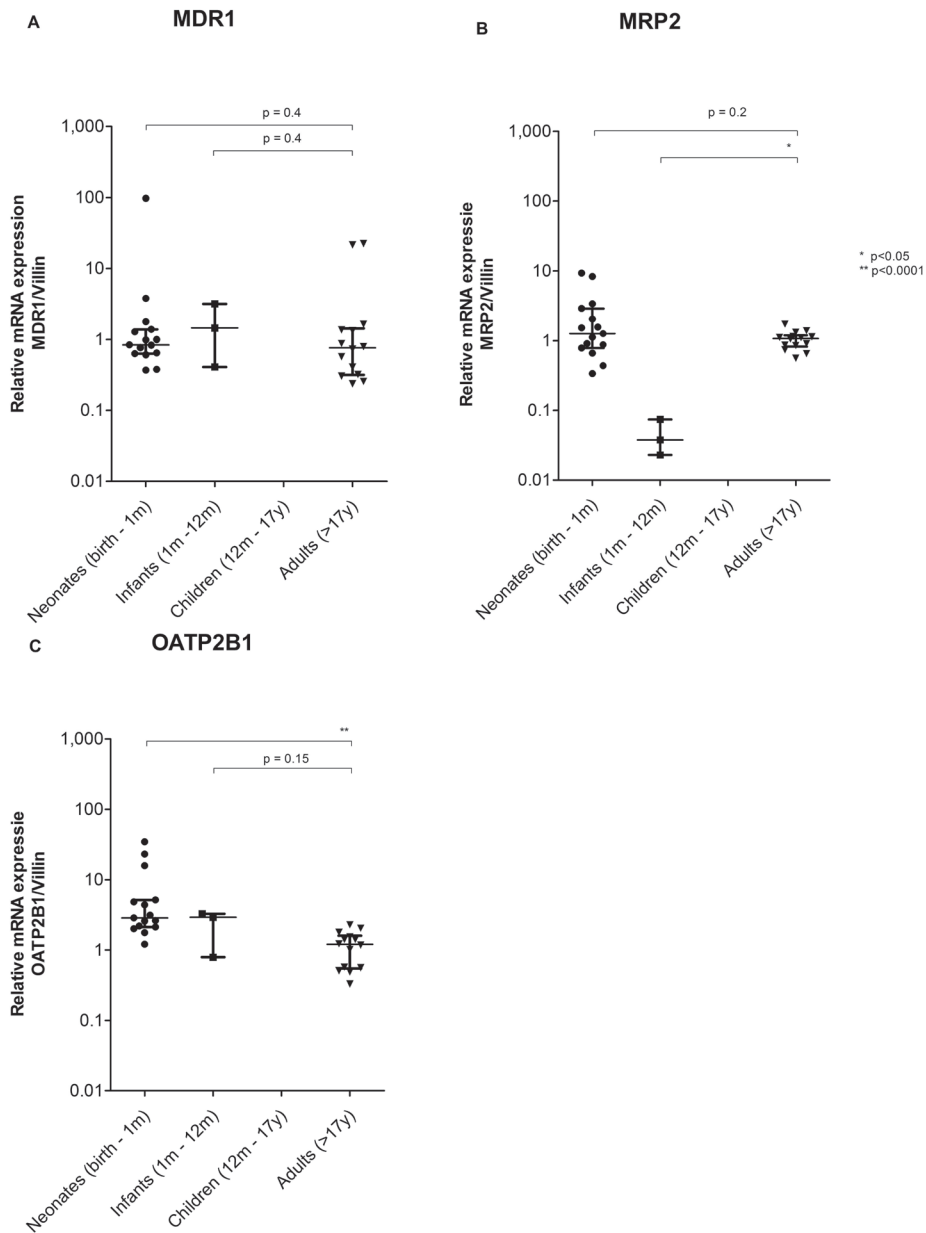 A
MDR1
p = 0.4
p = 0.4
1,000
100
10
1
0.1
0.01
Relative mRNA expression
MDR1/Villin
Neonates (birth - 1m)
Infants (1m -12m)
Children (12m - 17y)
Adults (>17y)
B
MRP2
p = 0.2
*
1,000
100
10
1
0.1
0.01
Relative mRNA expressie
MRP2/Villin
Neonates (birth - 1m)
Infants (1m - 12m)
Children (12m - 17y)
Adults (>17y)
* p<0.05
** p<0.0001
C
OATP2B1
**
p = 0.15
1,000
100
10
1
0.1
0.01
Relative mRNA expressie
OATP2B1/Villin
Neonates (birth - 1m)
Infants (1m - 12m)
Children (12m - 17y)
Adults (>17y)